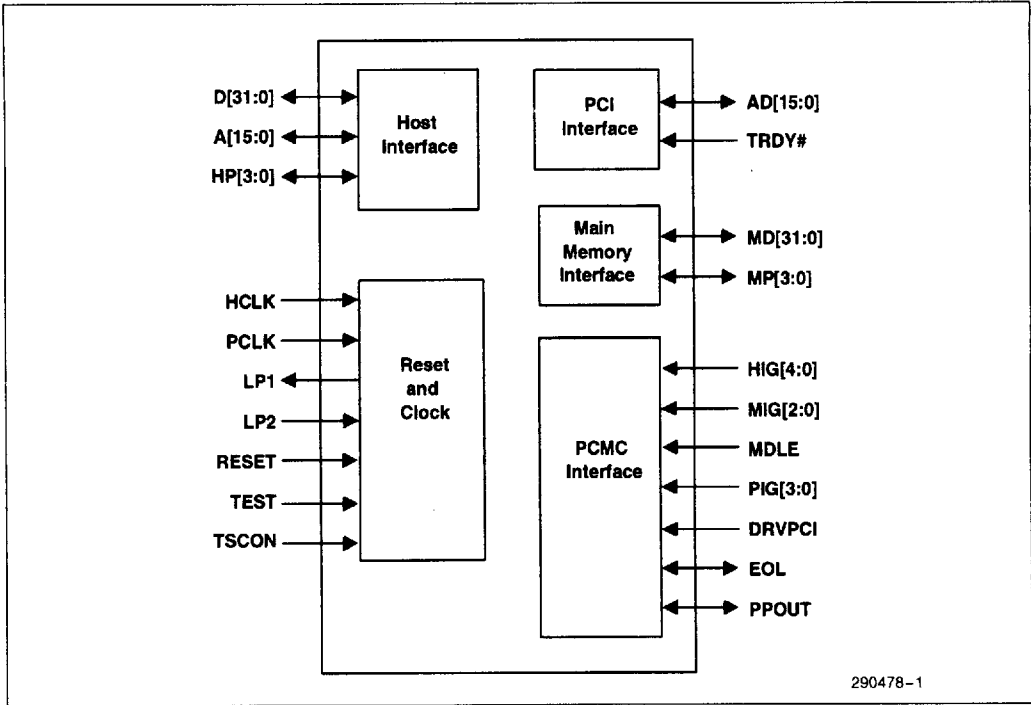 D[31:0]
A[15:0]
HP[3:0]
Host
Interface
PCI
Interface
AD[15:0]
TRDY#
Main
Memory
Interface
MD[31:0]
MP[3:0]
HCLK
PCLK
LP1
LP2
RESET
TEST
TSCON
Reset
and
Clock
PCMC
Interface
HIG[4:0]
MIG[2:0]
MDLE
PIG[3:0]
DRVPCI
EOL
PPOUT
290478-1